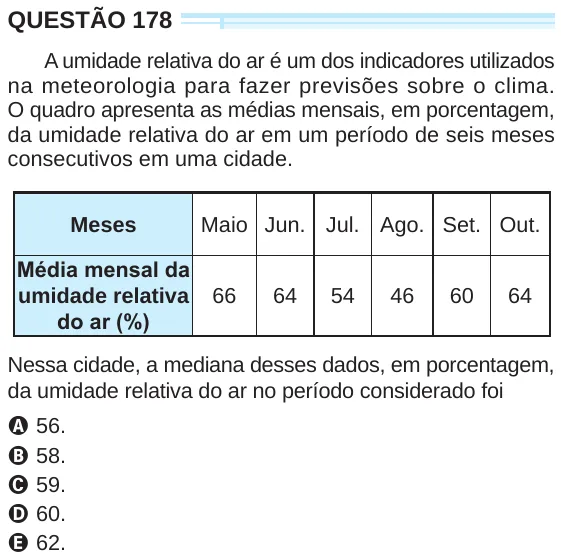 QUESTÃO 178
A umidade relativa do ar é um dos indicadores utilizados
na meteorologia para fazer previsões sobre o clima.
O quadro apresenta as médias mensais, em porcentagem,
da umidade relativa do ar em um período de seis meses
consecutivos em uma cidade.
Meses Maio Jun. Jul. Ago. Set. Out.
Média mensal da
umidade relativa 66 64 54 46 60 64
do ar (%)
Nessa cidade, a mediana desses dados, em porcentagem,
da umidade relativa do ar no período considerado foi
A 56.
B 58.
C 59.
D 60.
E 62.